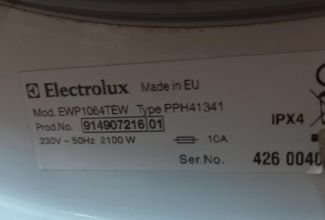 Electrolux Made in EU
Mod. EWP1064TEW Type PPH41341
Prod.No. 914907216 01
IPX4
230V ~ 50Hz 2100 W 10A
Ser.No. 426 0040